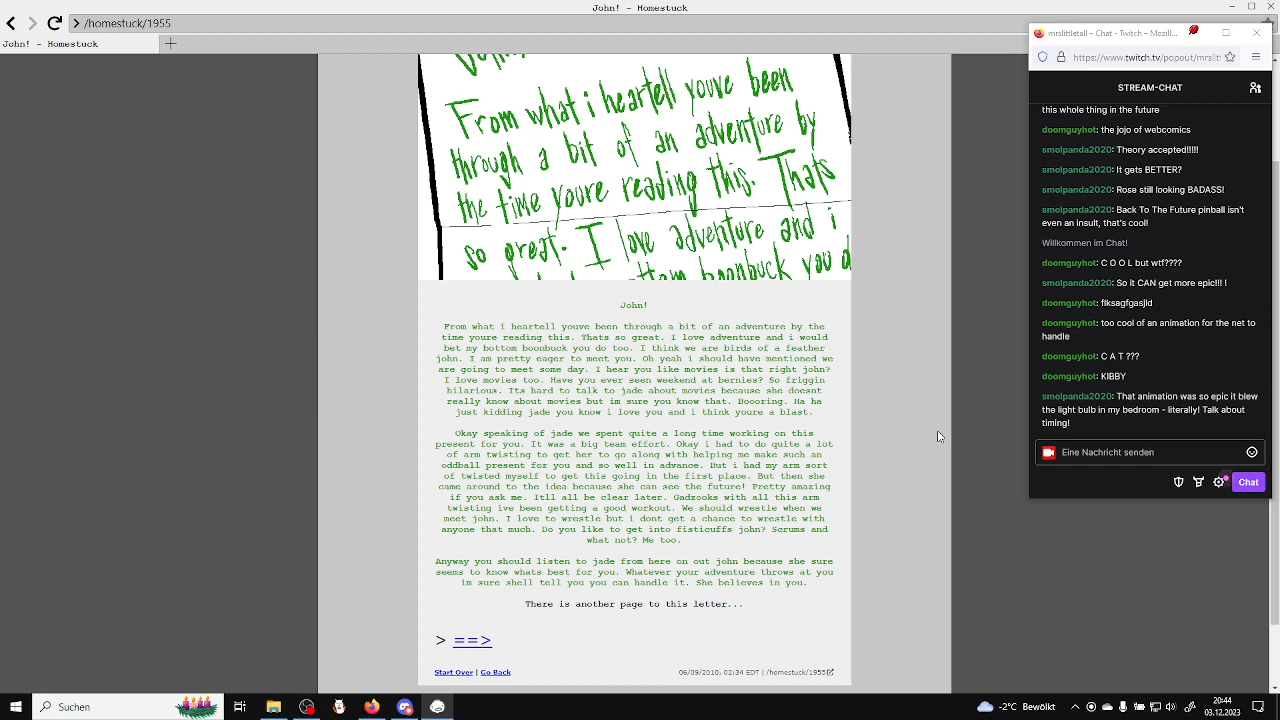 John! – Homestuck
/homestuck/1955
John! – Homestuck
From what i heartell youve been
through a bit of an adventure by
the time youre reading this. Thats
so great. I love adventure and i
John!
From what i heartell youve been through a bit of an adventure by the
time youre reading this. Thats so great. I love adventure and i would
bet my bottom boonbuck you do too. I think we are birds of a feather
john. I am pretty eager to meet you. Oh yeah i should have mentioned we
are going to meet some day. I hear you like movies is that right john?
I love movies too. Have you ever seen weekend at bernies? So friggin
hilarious. Its hard to talk to jade about movies because she doesnt
really know about movies but im sure you know that. Boooring. Ha ha
just kidding jade you know i love you and i think youre a blast.
Okay speaking of jade we spent quite a long time working on this
present for you. It was a big team effort. Okay i had to do quite a lot
of arm twisting to get her to go along with helping me make such an
oddball present for you and so well in advance. But i had my arm sort
of twisted myself to get this going in the first place. But then she
came around to the idea because she can see the future! Pretty amazing
if you ask me. Itll all be clear later. Gadzooks with all this arm
twisting ive been getting a good workout. We should wrestle when we
meet john. I love to wrestle but i dont get a chance to wrestle with
anyone that much. Do you like to get into fisticuffs john? Scrums and
what not? Me too.
Anyway you should listen to jade from here on out john because she sure
seems to know whats best for you. Whatever your adventure throws at you
im sure shell tell you you can handle it. She believes in you.
There is another page to this letter...
> ==>
Start Over | Go Back
06/09/2010, 02:34 EDT | /homestuck/1955
mrslittletall – Chat – Twitch – Mozill...
https://www.twitch.tv/popout/mrslit
STREAM-CHAT
this whole thing in the future
doomguyhot: the jojo of webcomics
smolpanda2020: Theory accepted!!!!!
smolpanda2020: It gets BETTER?
smolpanda2020: Rose still looking BADASS!
smolpanda2020: Back To The Future pinball isn't
even an insult, that's cool!
Willkommen im Chat!
doomguyhot: C O O L but wtf????
smolpanda2020: So it CAN get more epic!!! !
doomguyhot: flksagfgasjld
doomguyhot: too cool of an animation for the net to
handle
doomguyhot: C A T ???
doomguyhot: KIBBY
smolpanda2020: That animation was so epic it blew
the light bulb in my bedroom - literally! Talk about
timing!
Eine Nachricht senden
Chat
Suchen
-2°C Bewölkt
20:44
03.12.2023